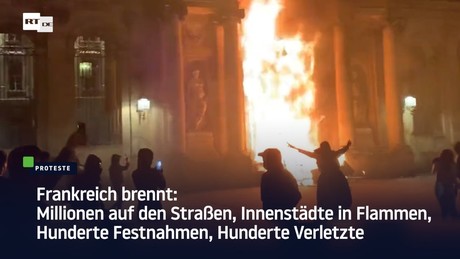 RT DE
PROTESTE
Frankreich brennt:
Millionen auf den Straßen, Innenstädte in Flammen,
Hunderte Festnahmen, Hunderte Verletzte